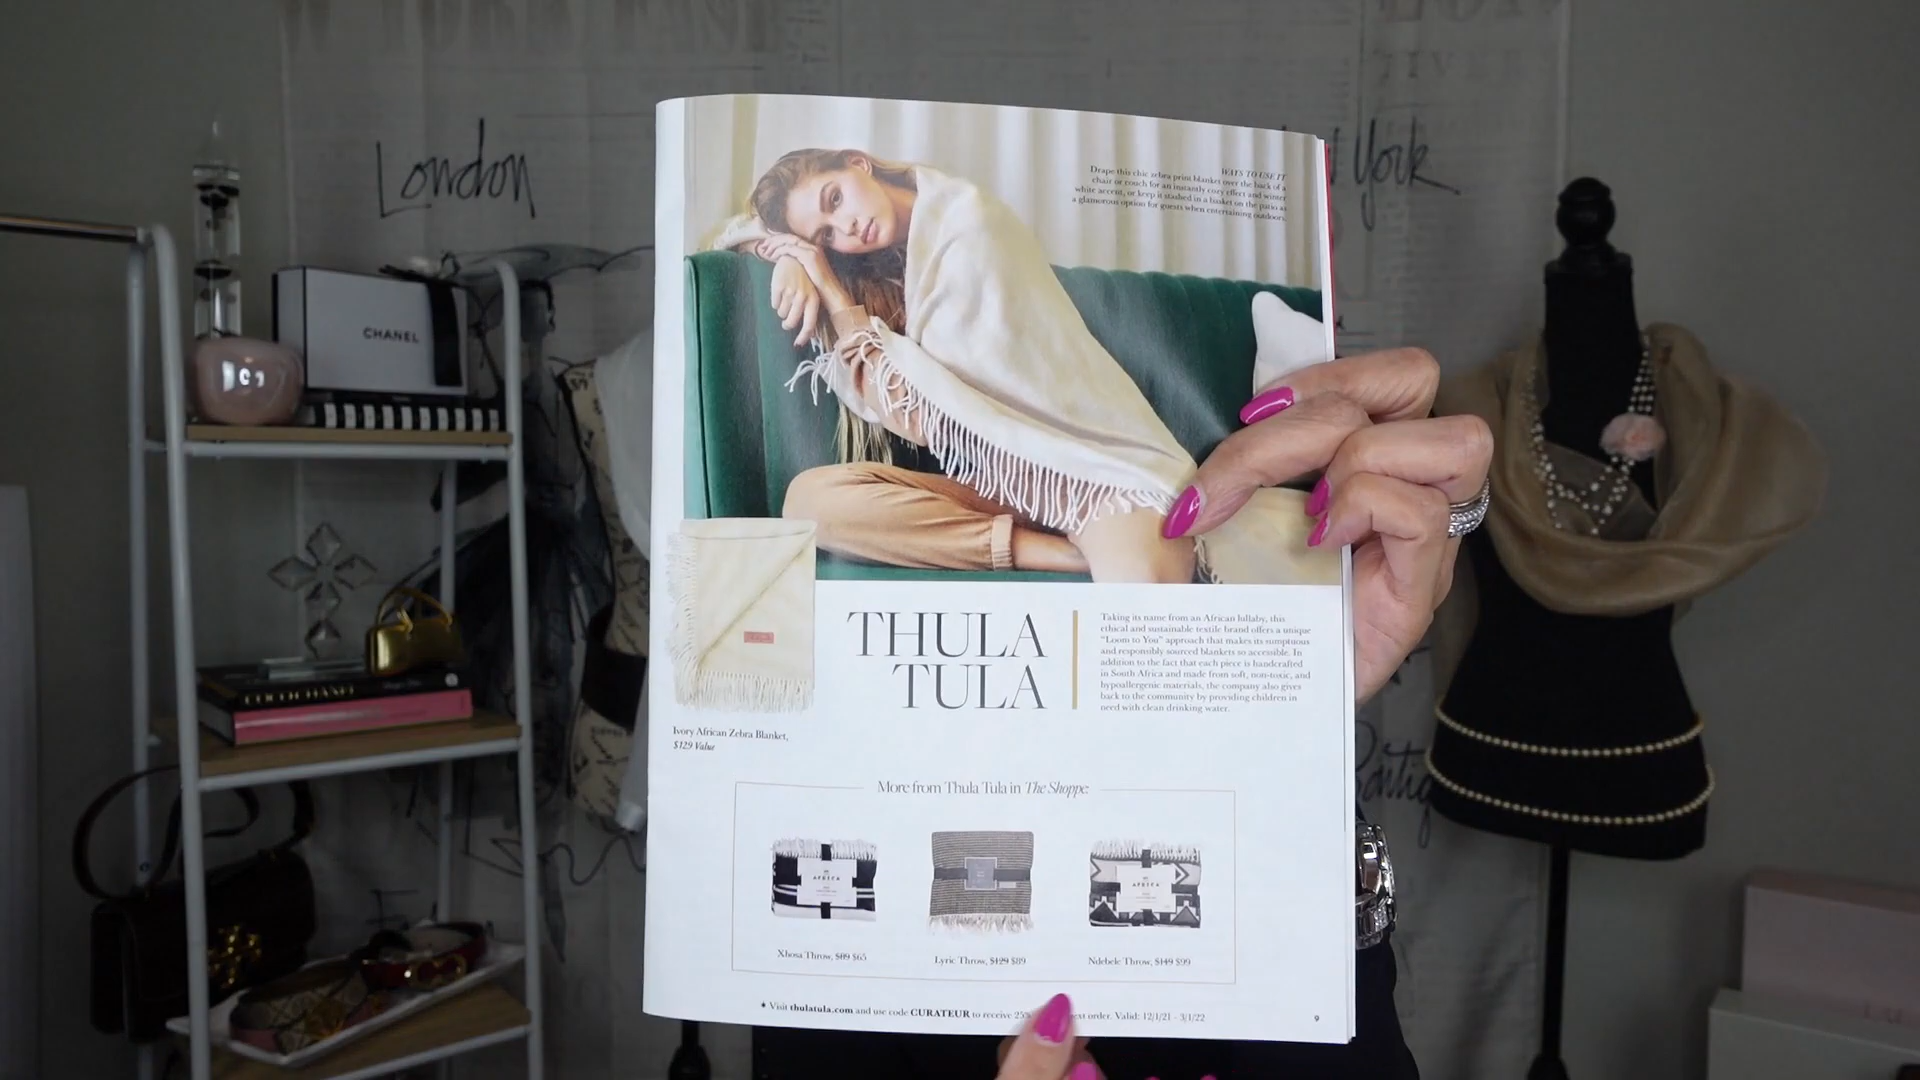 London
York
CHANEL
COCO CHANEL
WAYS TO USE IT
Drape this chic zebra print blanket over the back of a
chair or couch for an instantly cozy effect and winter
white accent, or keep it stashed in a basket on the patio as
a glamorous option for guests when entertaining outdoors.
THULA
TULA
Taking its name from an African lullaby, this
ethical and sustainable textile brand offers a unique
"Loom to You" approach that makes its sumptuous
and responsibly sourced blankets so accessible. In
addition to the fact that each piece is handcrafted
in South Africa and made from soft, non-toxic, and
hypoallergenic materials, the company also gives
back to the community by providing children in
need with clean drinking water.
Ivory African Zebra Blanket,
$129 Value
More from Thula Tula in The Shoppe:
AFRICA
AFRICA
Xhosa Throw, $89 $65
Lyric Throw, $129 $89
Ndebele Throw, $149 $99
★ Visit thulatula.com and use code CURATEUR to receive 25% next order. Valid: 12/1/21 - 3/1/22
9